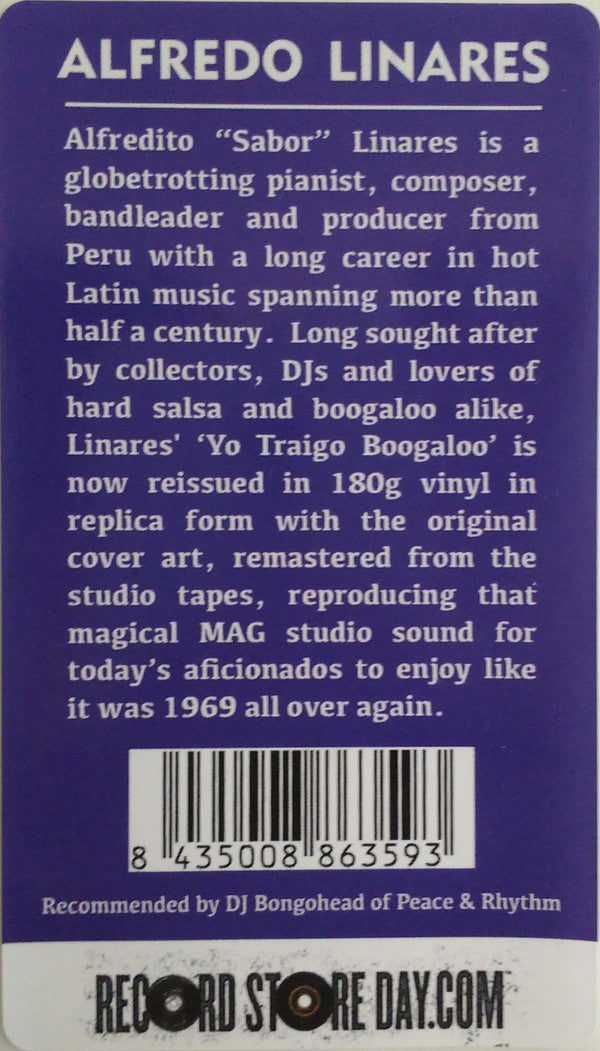 ALFREDO LINARES
Alfredito “Sabor” Linares is a
globetrotting pianist, composer,
bandleader and producer from
Peru with a long career in hot
Latin music spanning more than
half a century. Long sought after
by collectors, DJs and lovers of
hard salsa and boogaloo alike,
Linares' ‘Yo Traigo Boogaloo’ is
now reissued in 180g vinyl in
replica form with the original
cover art, remastered from the
studio tapes, reproducing that
magical MAG studio sound for
today’s aficionados to enjoy like
it was 1969 all over again.
8 435008 863593
Recommended by DJ Bongohead of Peace & Rhythm
RECORD STORE DAY.COM